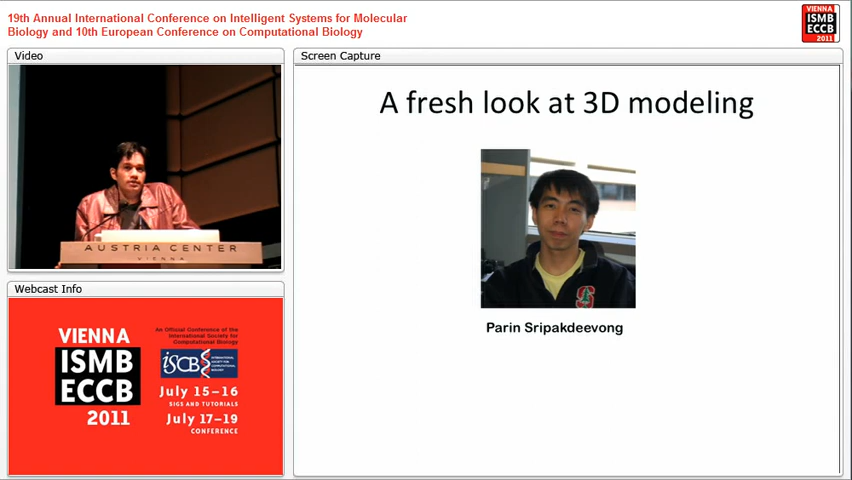 19th Annual International Conference on Intelligent Systems for Molecular
Biology and 10th European Conference on Computational Biology
VIENNA
ISMB
ECCB
2011
Video
Screen Capture
A fresh look at 3D modeling
AUSTRIA CENTER
VIENNA
S
Parin Sripakdeevong
Webcast Info
VIENNA
ISMB
ECCB
2011
An Official Conference of the
International Society for
Computational Biology
ISCB
INTERNATIONAL
SOCIETY FOR
COMPUTATIONAL
BIOLOGY
July 15–16
SIGS AND TUTORIALS
July 17–19
CONFERENCE